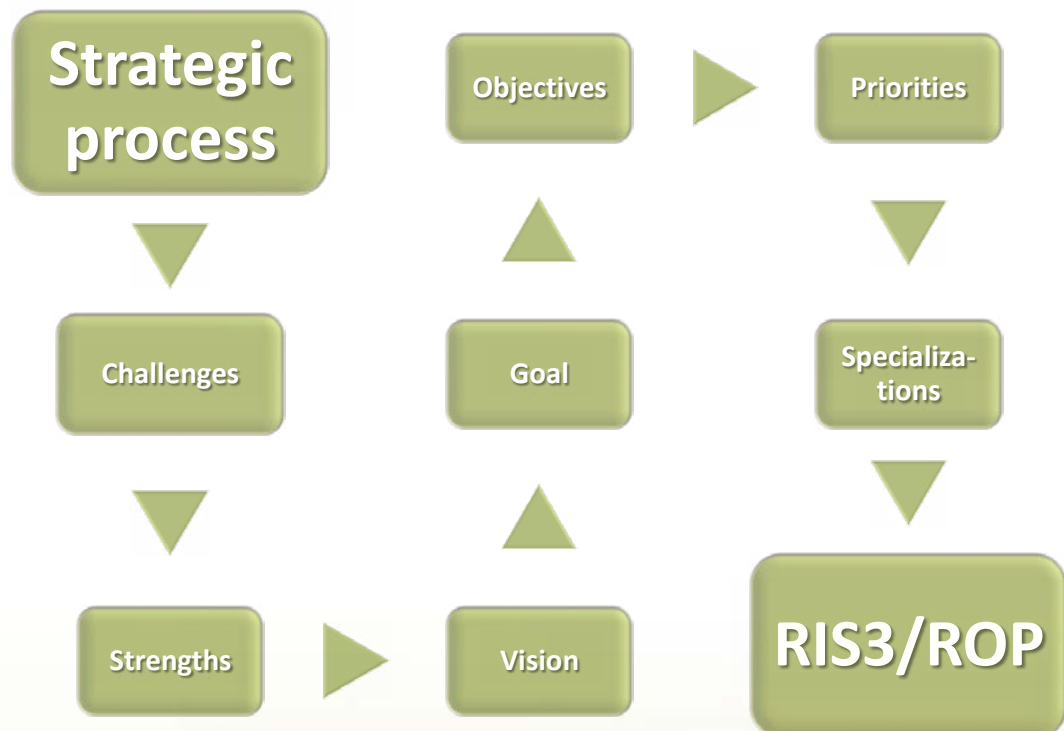 Strategic
process
Challenges
Strengths
Vision
Goal
Objectives
Priorities
Specializa-
tions
RIS3/ROP